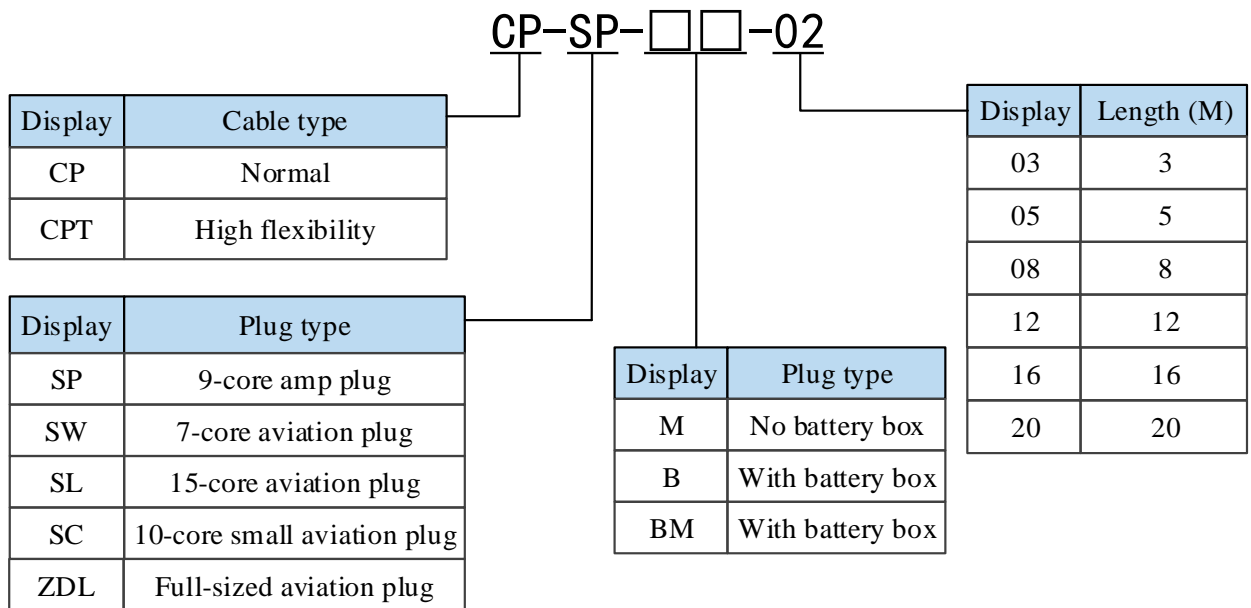 CP-SP-□□-02
Display Cable type
CP Normal
CPT High flexibility
Display Plug type
SP 9-core amp plug
SW 7-core aviation plug
SL 15-core aviation plug
SC 10-core small aviation plug
ZDL Full-sized aviation plug
Display Plug type
M No battery box
B With battery box
BM With battery box
Display Length (M)
03 3
05 5
08 8
12 12
16 16
20 20